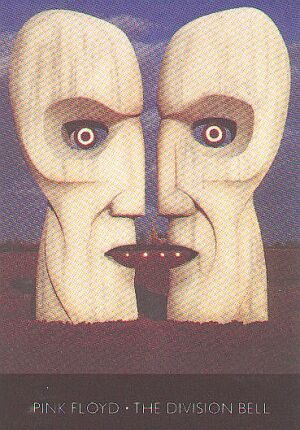 PINK FLOYD • THE DIVISION BELL